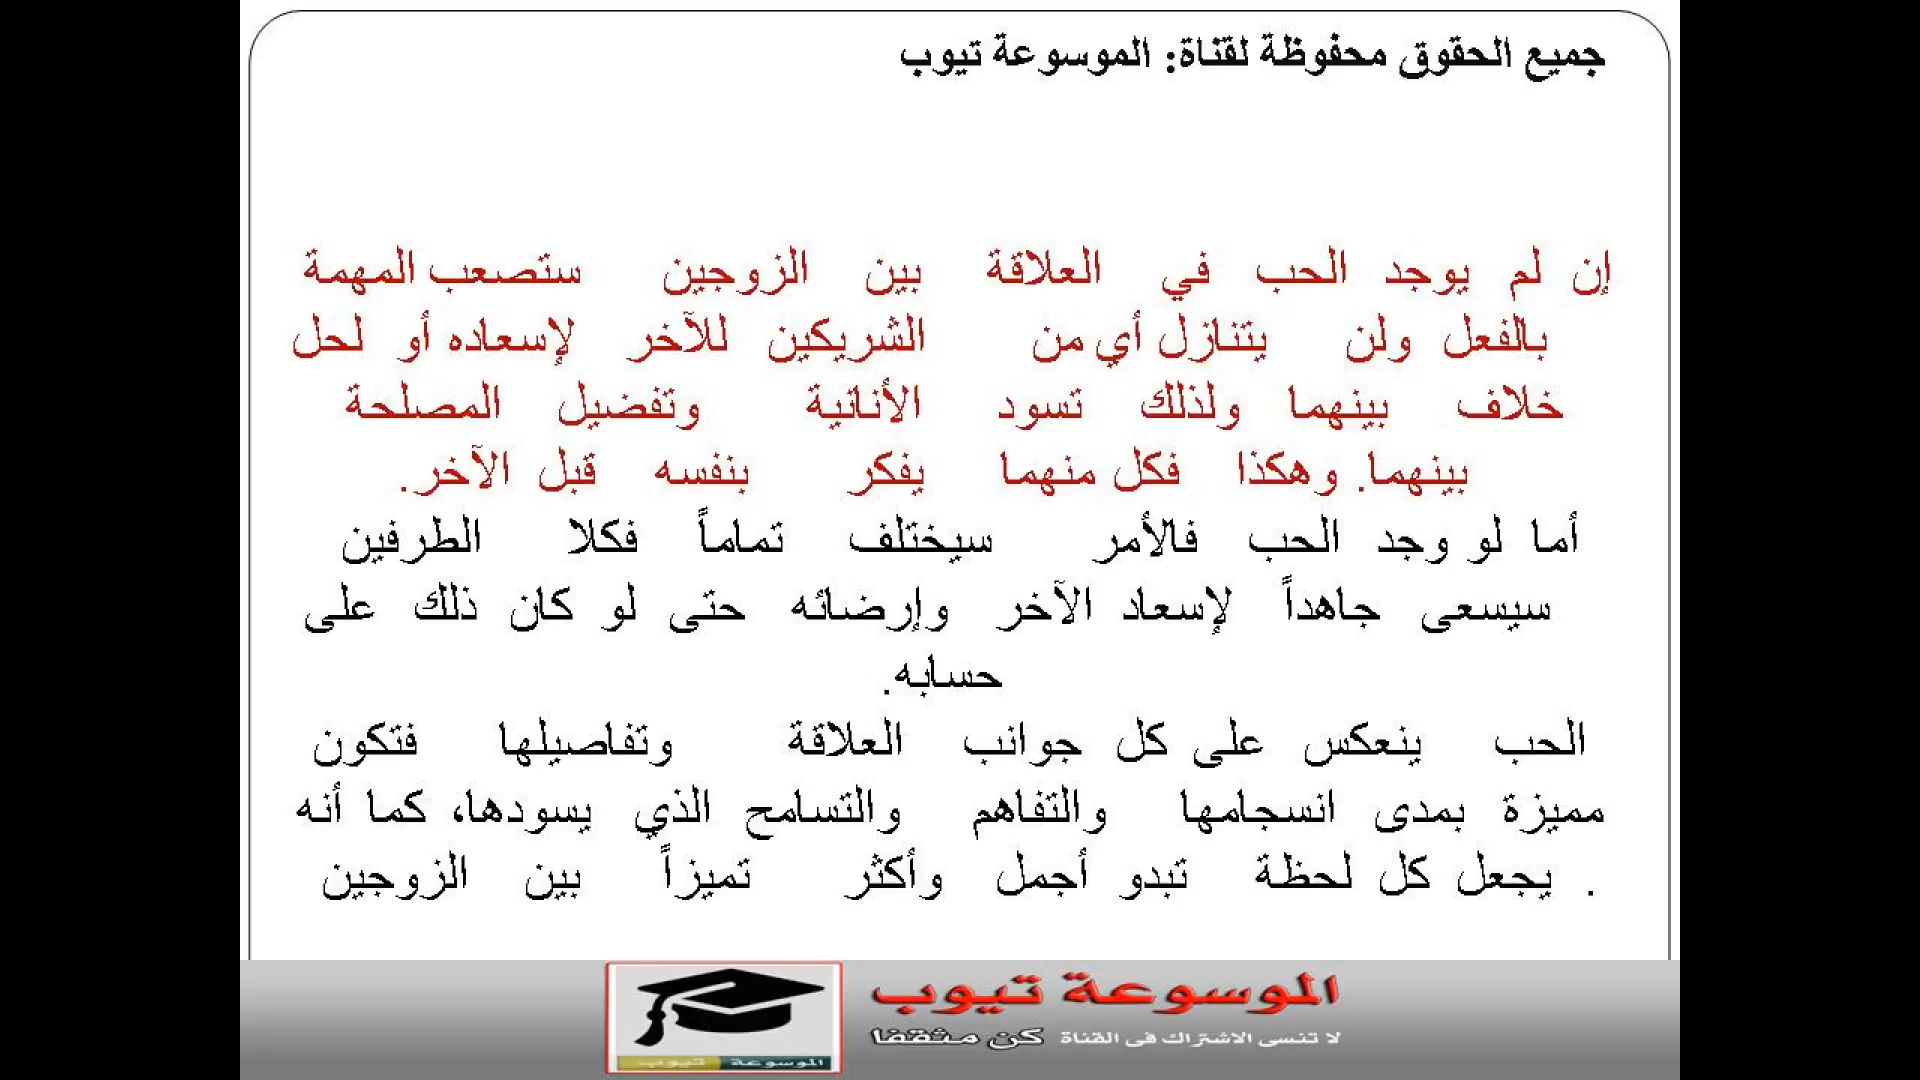 جميع الحقوق محفوظة لقناة: الموسوعة تيوب
إن لم يوجد الحب في العلاقة بين الزوجين ستصعب المهمة
بالفعل ولن يتنازل أي من الشريكين للآخر لإسعاده أو لحل
خلاف بينهما ولذلك تسود الأنانية وتفضيل المصلحة
بينهما. وهكذا فكل منهما يفكر بنفسه قبل الآخر.
أما لو وجد الحب فالأمر سيختلف تماماً فكلا الطرفين
سيسعى جاهداً لإسعاد الآخر وإرضائه حتى لو كان ذلك على
حسابه.
الحب ينعكس على كل جوانب العلاقة وتفاصيلها فتكون
مميزة بمدى انسجامها والتفاهم والتسامح الذي يسودها، كما أنه
. يجعل كل لحظة تبدو أجمل وأكثر تميزاً بين الزوجين
الموسوعة تيوب
لا تنسى الاشتراك في القناة كن مثقفا
الموسوعة تيوب